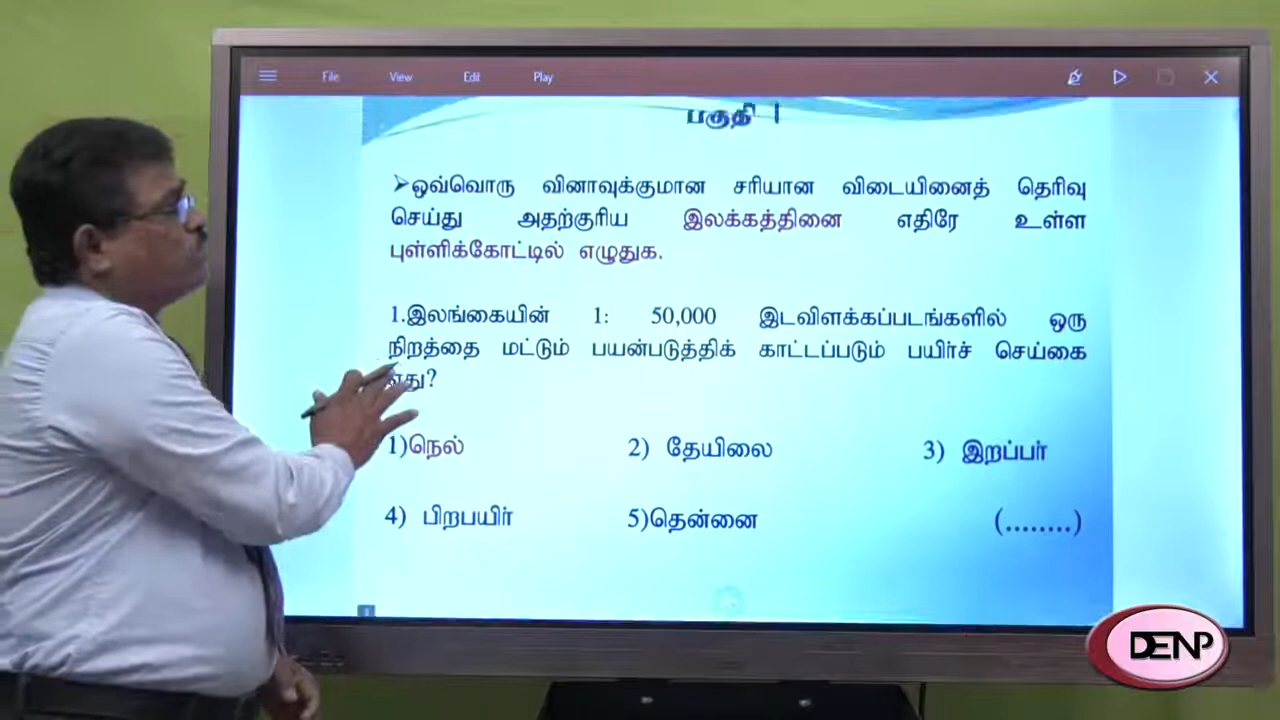 File View Edit Play
பகுதி I
➤ஒவ்வொரு வினாவுக்குமான சரியான விடையினைத் தெரிவு
செய்து அதற்குரிய இலக்கத்தினை எதிரே உள்ள
புள்ளிக்கோட்டில் எழுதுக.
1.இலங்கையின் 1: 50,000 இடவிளக்கப்படங்களில் ஒரு
நிறத்தை மட்டும் பயன்படுத்திக் காட்டப்படும் பயிர்ச் செய்கை
எது?
1)நெல் 2) தேயிலை 3) இறப்பர்
4) பிறபயிர் 5)தென்னை (........)
DENP